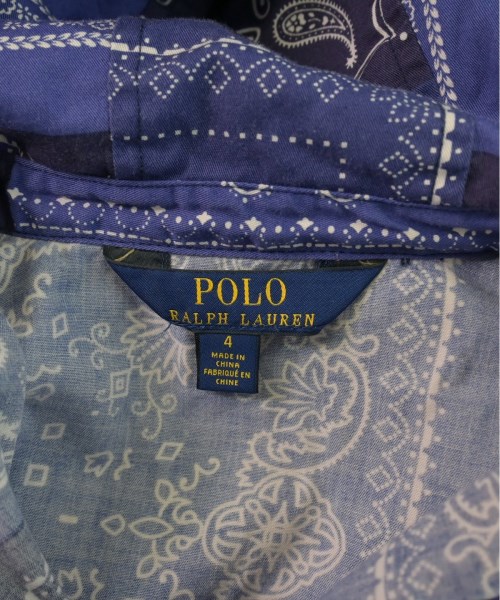 POLO
RALPH LAUREN
4
MADE IN
CHINA
FABRIQUÉ EN
CHINE